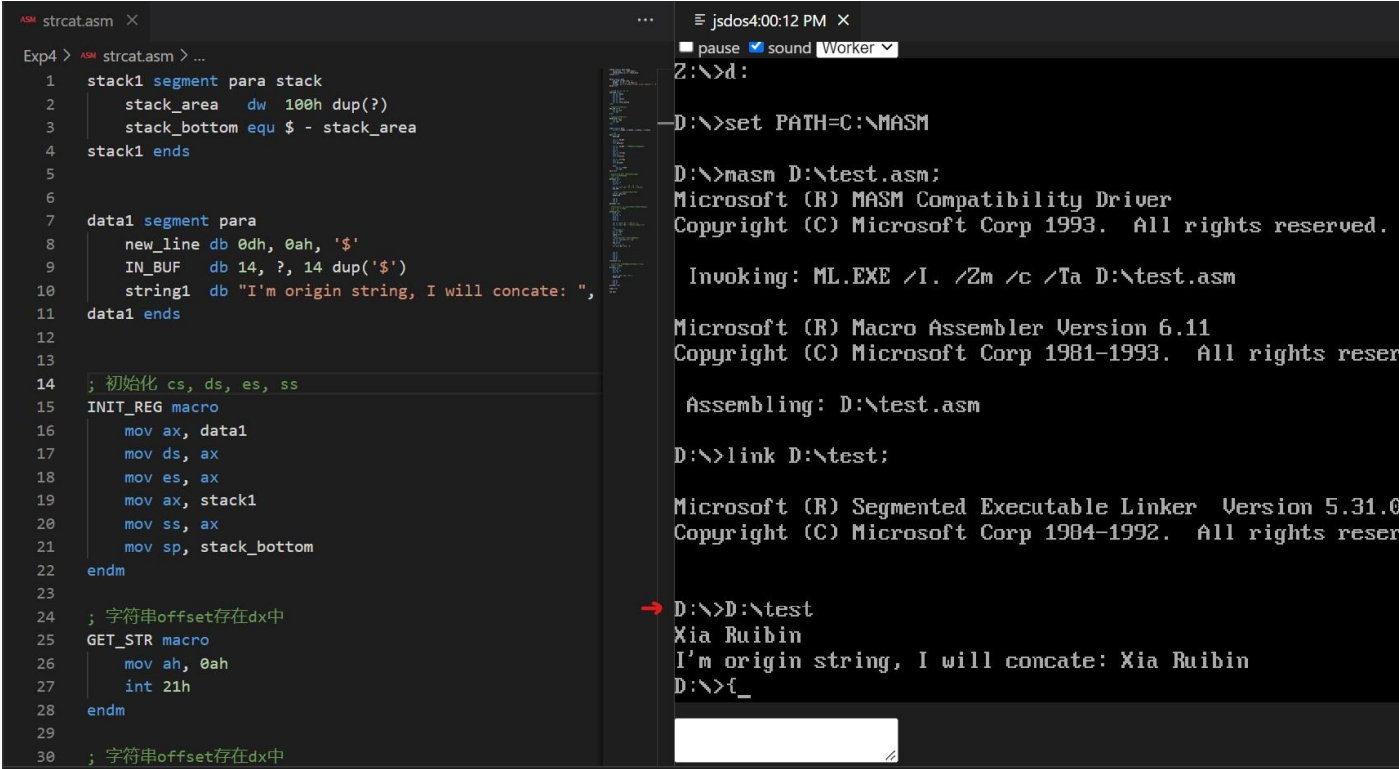 ASM strcat.asm ×
Exp4 > ASM strcat.asm > ...
1 stack1 segment para stack
2 stack_area dw 100h dup(?)
3 stack_bottom equ $ - stack_area
4 stack1 ends
5
6
7 data1 segment para
8 new_line db 0dh, 0ah, '$'
9 IN_BUF db 14, ?, 14 dup('$')
10 string1 db "I'm origin string, I will concate: ",
11 data1 ends
12
13
14 ; 初始化 cs, ds, es, ss
15 INIT_REG macro
16 mov ax, data1
17 mov ds, ax
18 mov es, ax
19 mov ax, stack1
20 mov ss, ax
21 mov sp, stack_bottom
22 endm
23
24 ; 字符串offset存在dx中
25 GET_STR macro
26 mov ah, 0ah
27 int 21h
28 endm
29
30 ; 字符串offset存在dx中
jsdos4:00:12 PM ×
pause sound Worker
Z:\>d:
D:\>set PATH=C:\MASM
D:\>masm D:\test.asm;
Microsoft (R) MASM Compatibility Driver
Copyright (C) Microsoft Corp 1993. All rights reserved.
Invoking: ML.EXE /I. /Zm /c /Ta D:\test.asm
Microsoft (R) Macro Assembler Version 6.11
Copyright (C) Microsoft Corp 1981-1993. All rights reser
Assembling: D:\test.asm
D:\>link D:\test;
Microsoft (R) Segmented Executable Linker Version 5.31.0
Copyright (C) Microsoft Corp 1984-1992. All rights reser
D:\>D:\test
Xia Ruibin
I'm origin string, I will concate: Xia Ruibin
D:\>{_